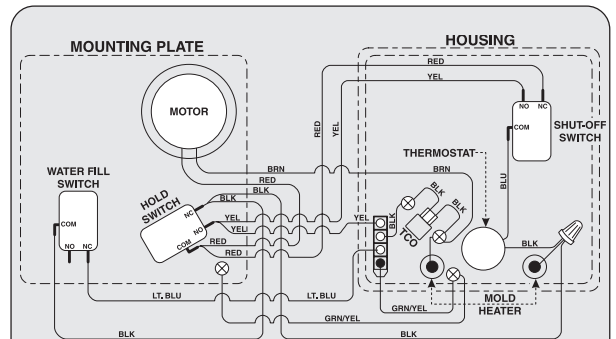 MOUNTING PLATE
HOUSING
RED
YEL
NO NC
COM
SHUT-OFF
SWITCH
MOTOR
RED
YEL
BRN
RED
BLK
BLK
THERMOSTAT
BLU
WATER FILL
SWITCH
COM
NO NC
HOLD
SWITCH
NC
NO
COM
YEL
YEL
RED
RED
YEL
BLK
BLK
BLK
TCO
BLK
LT. BLU
LT. BLU
GRN/YEL
GRN/YEL
MOLD
HEATER
BLK
BLK